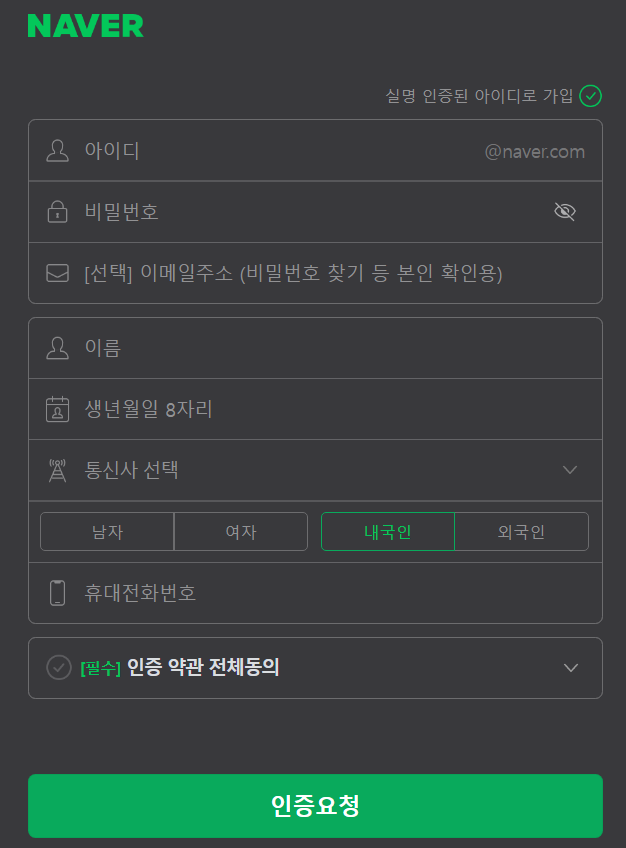 NAVER
실명 인증된 아이디로 가입
아이디 @naver.com
비밀번호
[선택] 이메일주소 (비밀번호 찾기 등 본인 확인용)
이름
생년월일 8자리
통신사 선택
남자 여자 내국인 외국인
휴대전화번호
[필수] 인증 약관 전체동의
인증요청